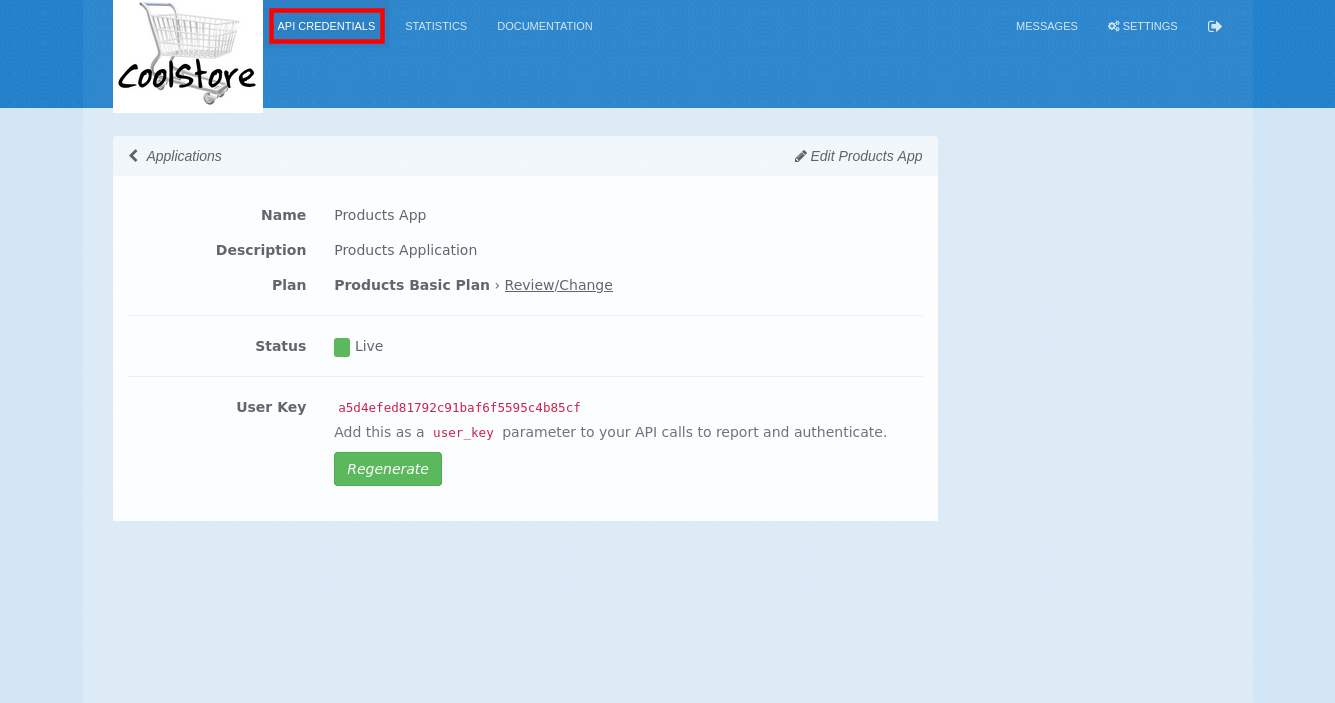 CoolStore
API CREDENTIALS STATISTICS DOCUMENTATION MESSAGES SETTINGS
Applications Edit Products App
Name Products App
Description Products Application
Plan Products Basic Plan › Review/Change
Status Live
User Key a5d4efed81792c91baf6f5595c4b85cf
Add this as a user_key parameter to your API calls to report and authenticate.
Regenerate